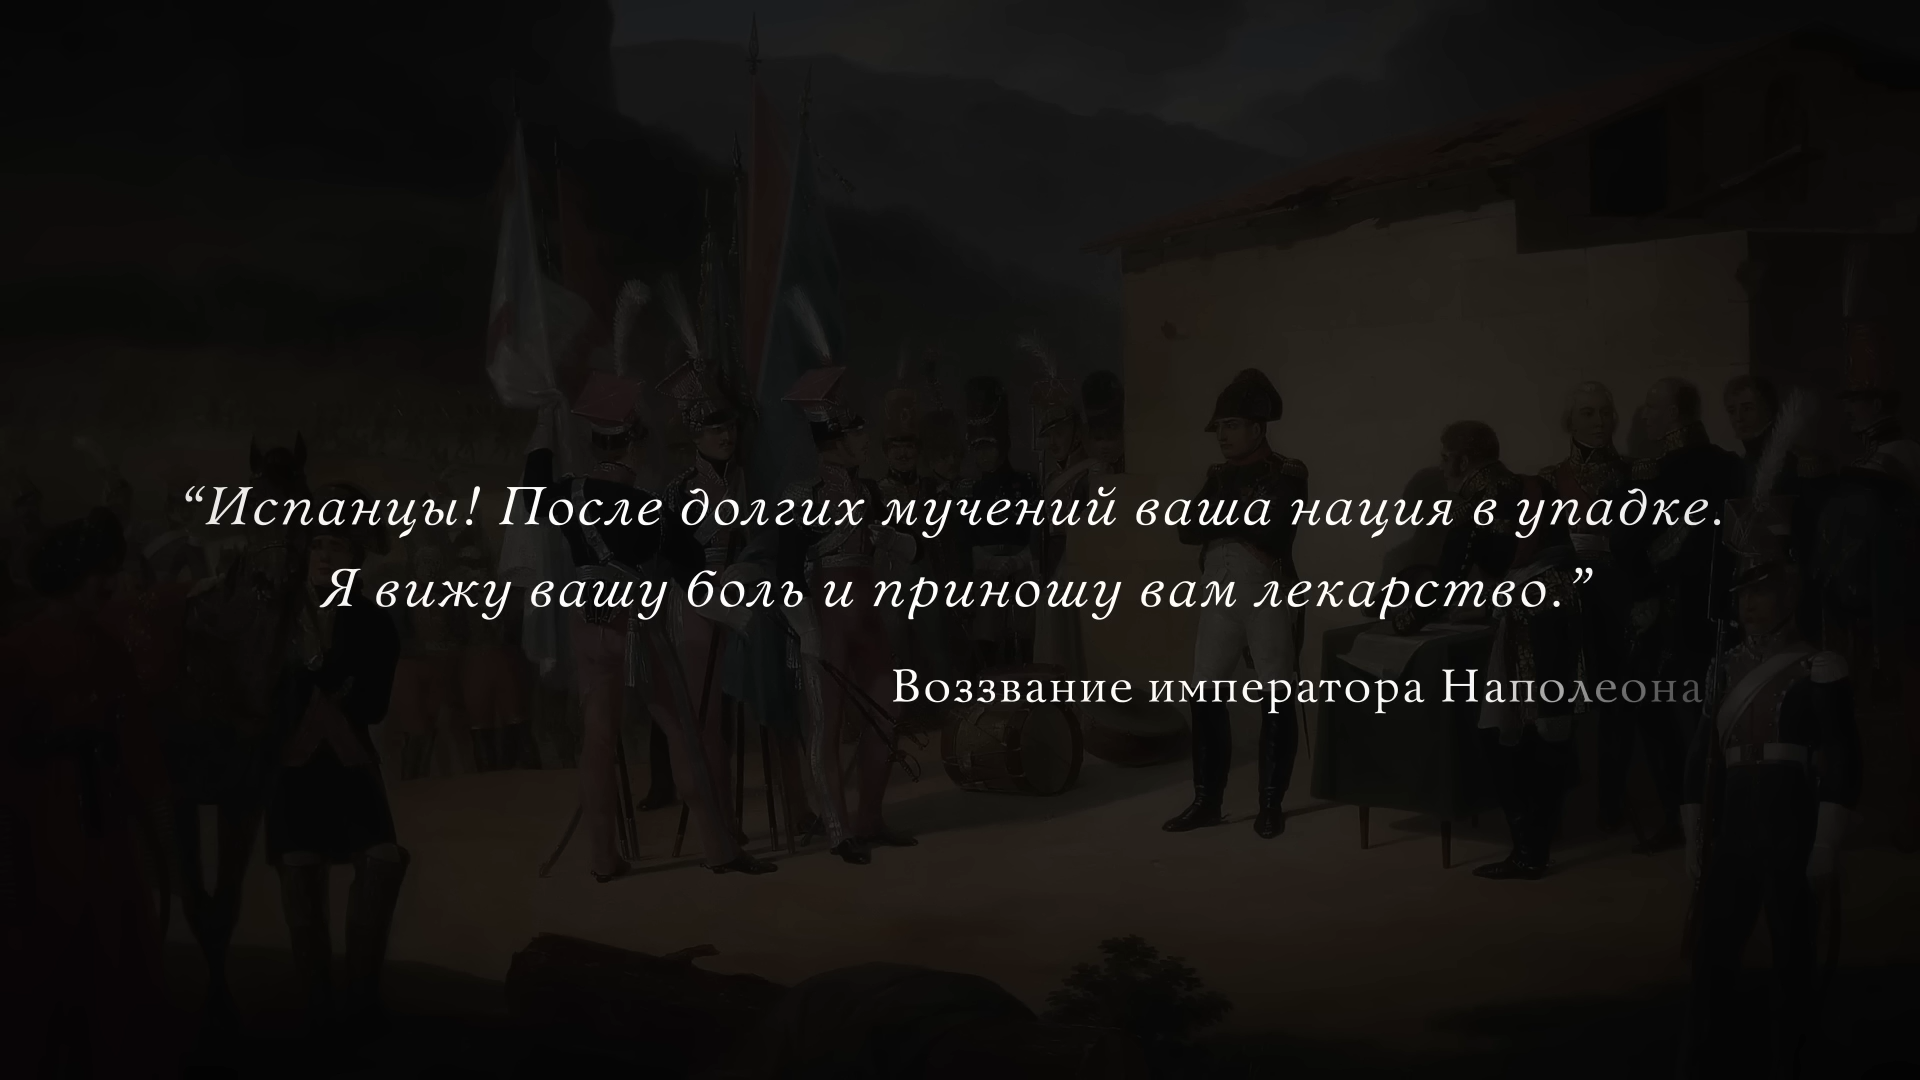 “Испанцы! После долгих мучений ваша нация в упадке.
Я вижу вашу боль и приношу вам лекарство.”
Воззвание императора Наполеона